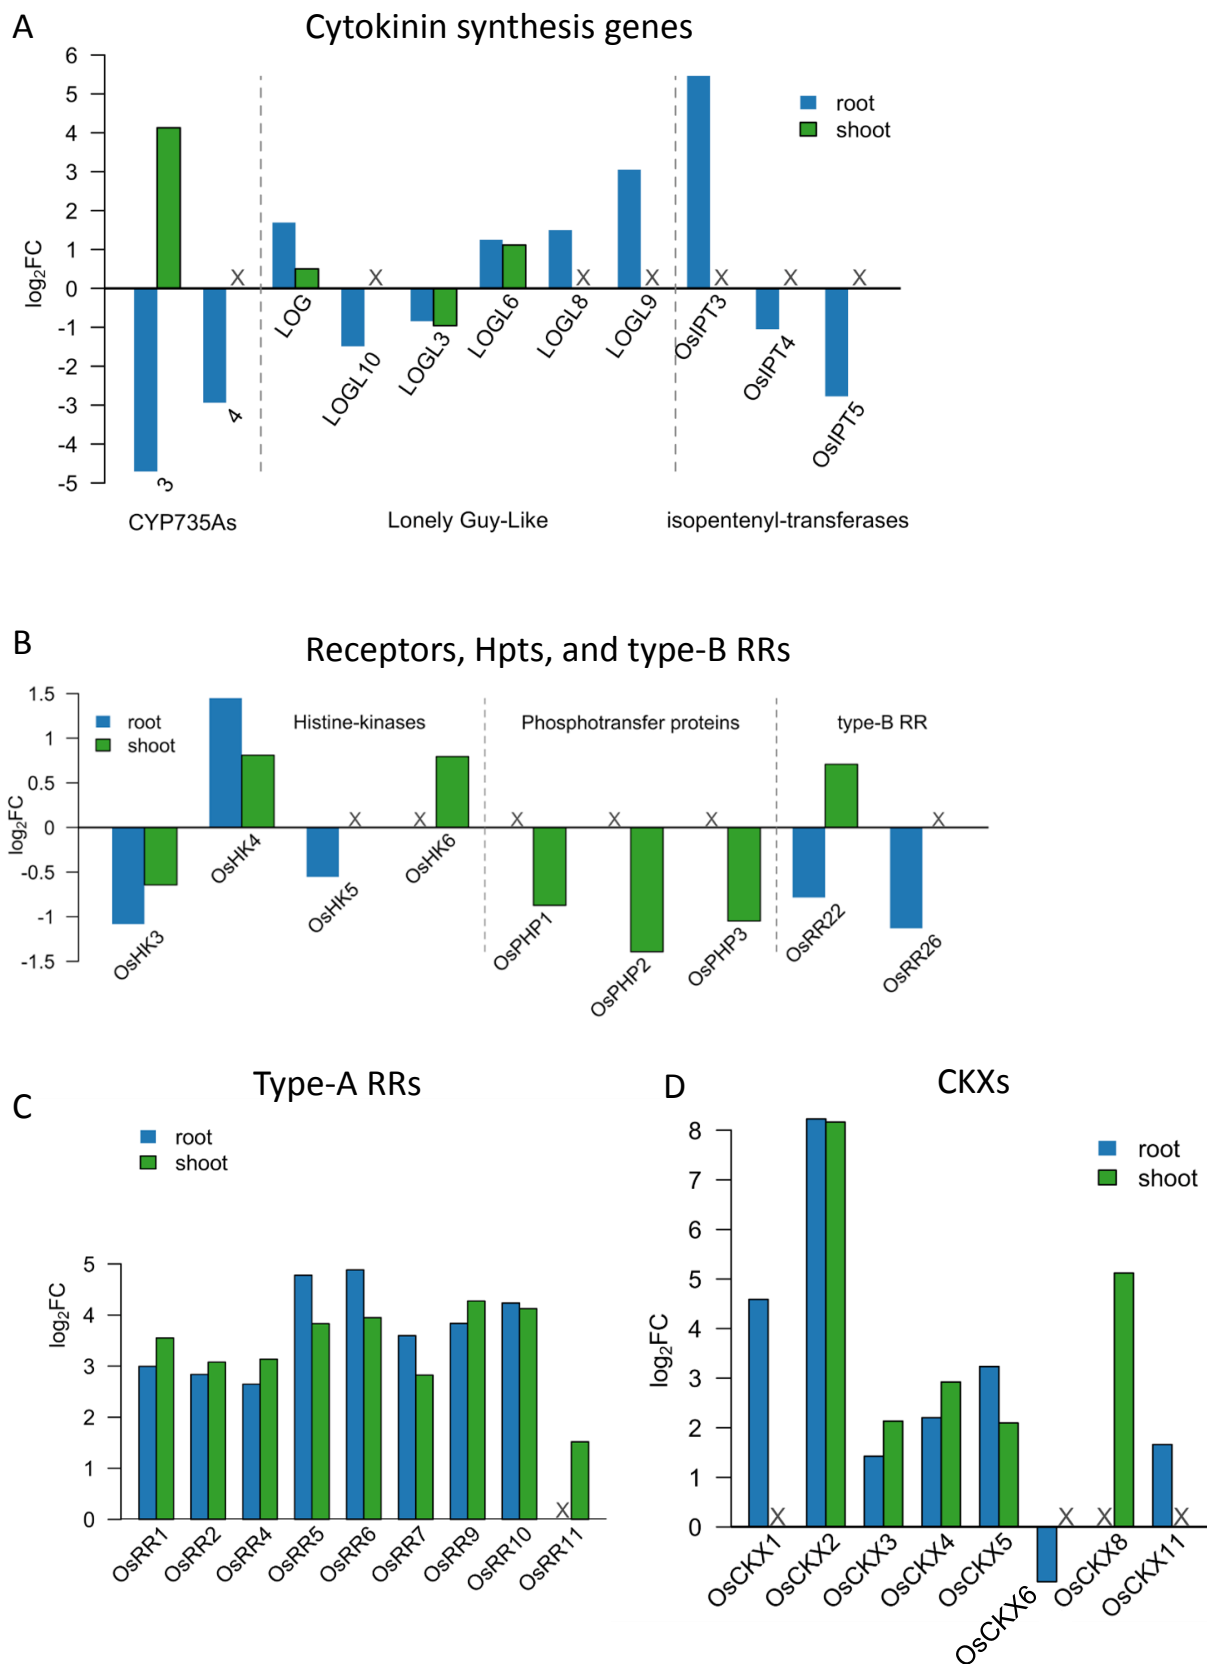 A
Cytokinin synthesis genes
6
5
4
3
2
1
0
-1
-2
-3
-4
-5
log2FC
root
shoot
X
X
X
X
X
X
X
3
4
LOG
LOGL10
LOGL3
LOGL6
LOGL8
LOGL9
OsIPT3
OsIPT4
OsIPT5
CYP735As
Lonely Guy-Like
isopentenyl-transferases
B
Receptors, Hpts, and type-B RRs
1.5
1
0.5
0
-0.5
-1
-1.5
log2FC
root
shoot
Histine-kinases
Phosphotransfer proteins
type-B RR
X
X
X
X
X
X
OsHK3
OsHK4
OsHK5
OsHK6
OsPHP1
OsPHP2
OsPHP3
OsRR22
OsRR26
C
Type-A RRs
root
shoot
5
4
3
2
1
0
log2FC
X
OsRR1
OsRR2
OsRR4
OsRR5
OsRR6
OsRR7
OsRR9
OsRR10
OsRR11
D
CKXs
8
7
6
5
4
3
2
1
0
log2FC
root
shoot
X
X
X
X
OsCKX1
OsCKX2
OsCKX3
OsCKX4
OsCKX5
OsCKX6
OsCKX8
OsCKX11